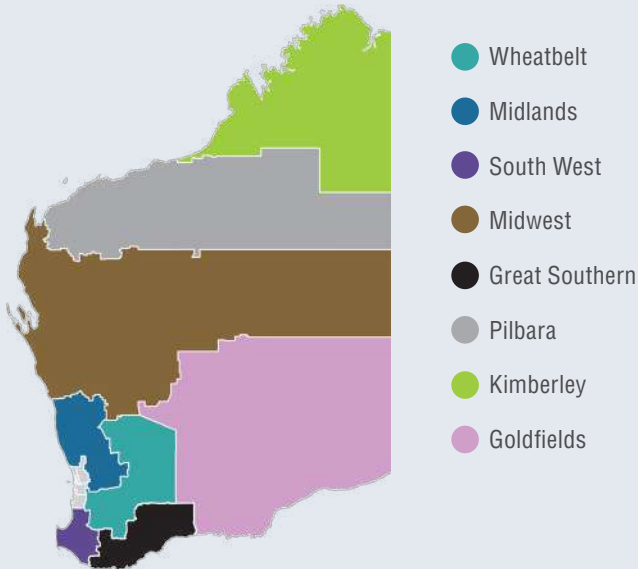 Wheatbelt
Midlands
South West
Midwest
Great Southern
Pilbara
Kimberley
Goldfields